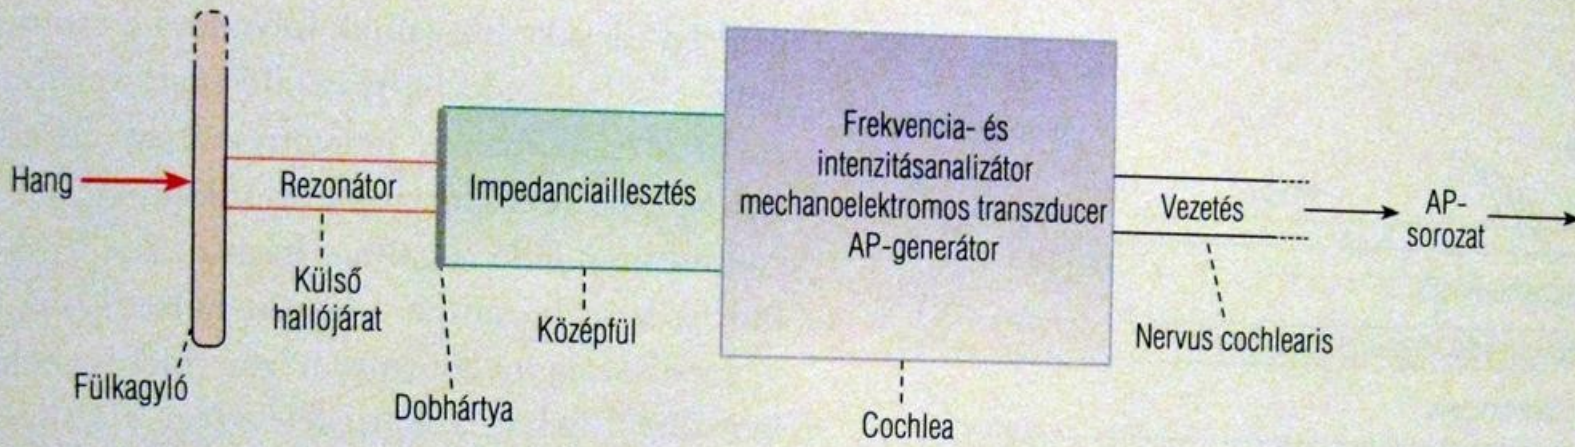 Hang
Rezonátor
Impedanciaillesztés
Frekvencia- és
intenzitásanalizátor
mechanoelektromos transzducer
AP-generátor
Vezetés
AP-
sorozat
Külső
hallójárat
Középfül
Nervus cochlearis
Fülkagyló
Dobhártya
Cochlea